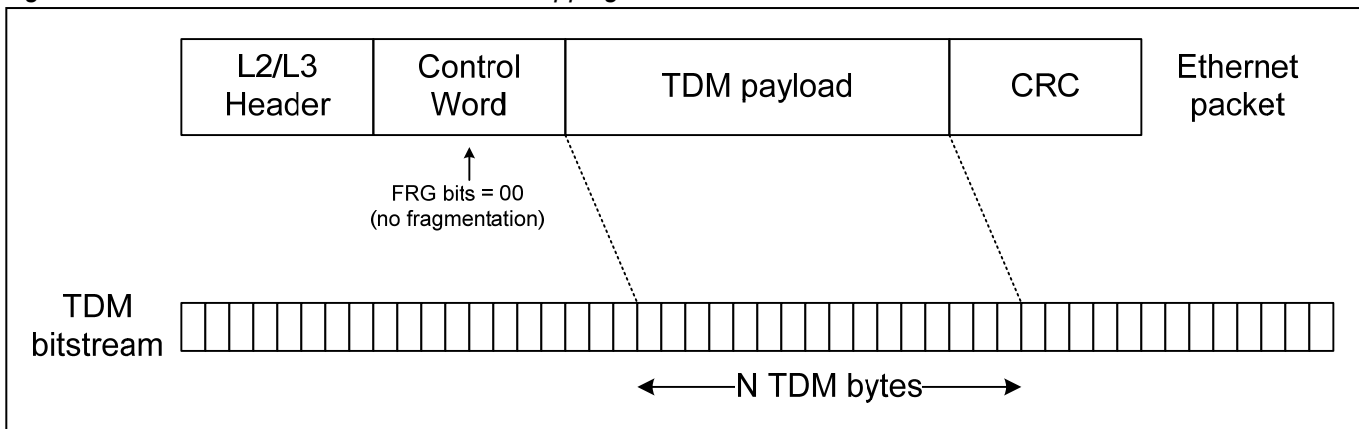 L2/L3
Header
Control
Word
TDM payload
CRC
Ethernet
packet
FRG bits = 00
(no fragmentation)
TDM
bitstream
N TDM bytes